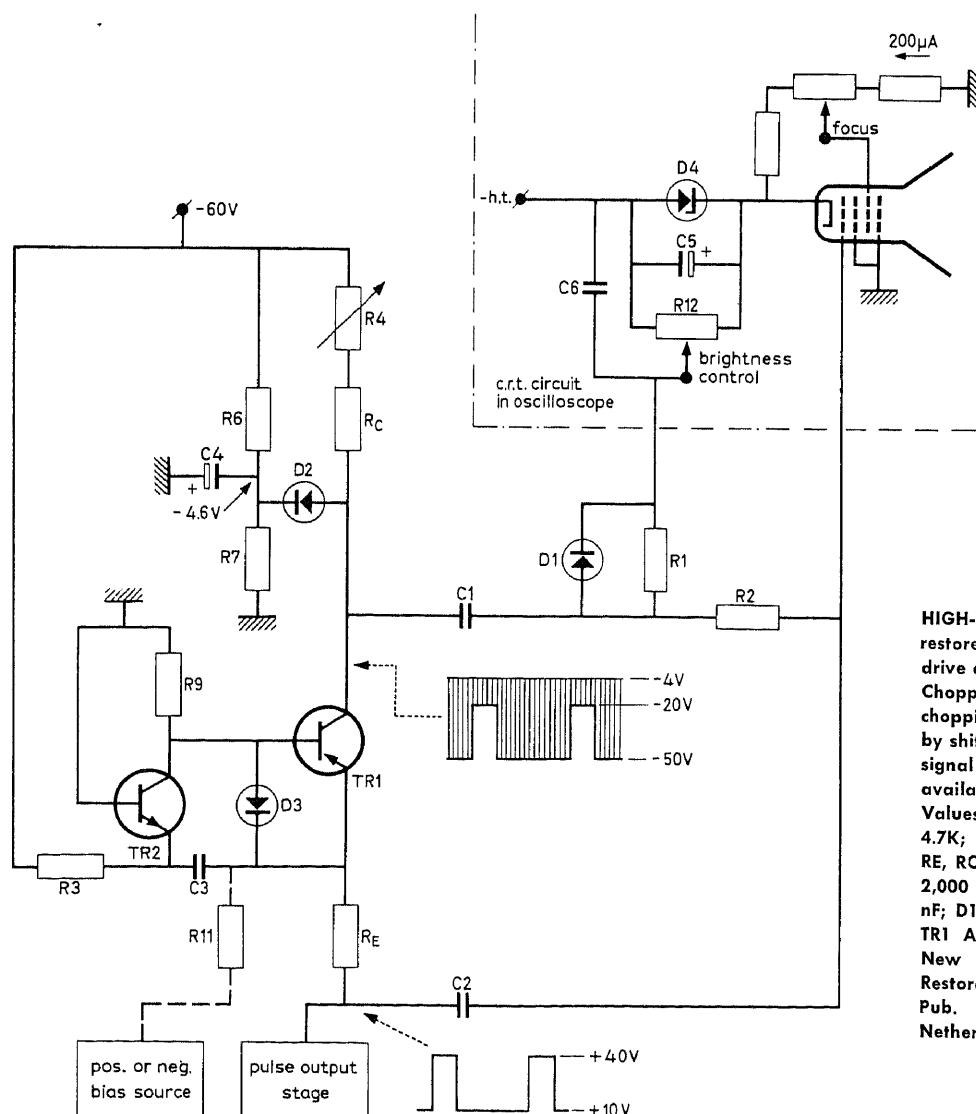 200µA
focus
D4
-h.t.
-60V
C5 +
C6
R12
R4
brightness
control
c.r.t. circuit
in oscilloscope
R6
RC
C4
D2
+
-4.6V
R7
D1
R1
C1
R2
HIGH-
restore
drive
Chopp
choppi
by shi
signal
availa
Values
4.7K;
RE, RC
2,000
nF; D1
TR1 A
New
Restor
Pub.
Nether
R9
-4V
-20V
-50V
TR1
D3
TR2
R3
C3
R11
RE
C2
pos. or neg.
bias source
pulse output
stage
+40V
+10V